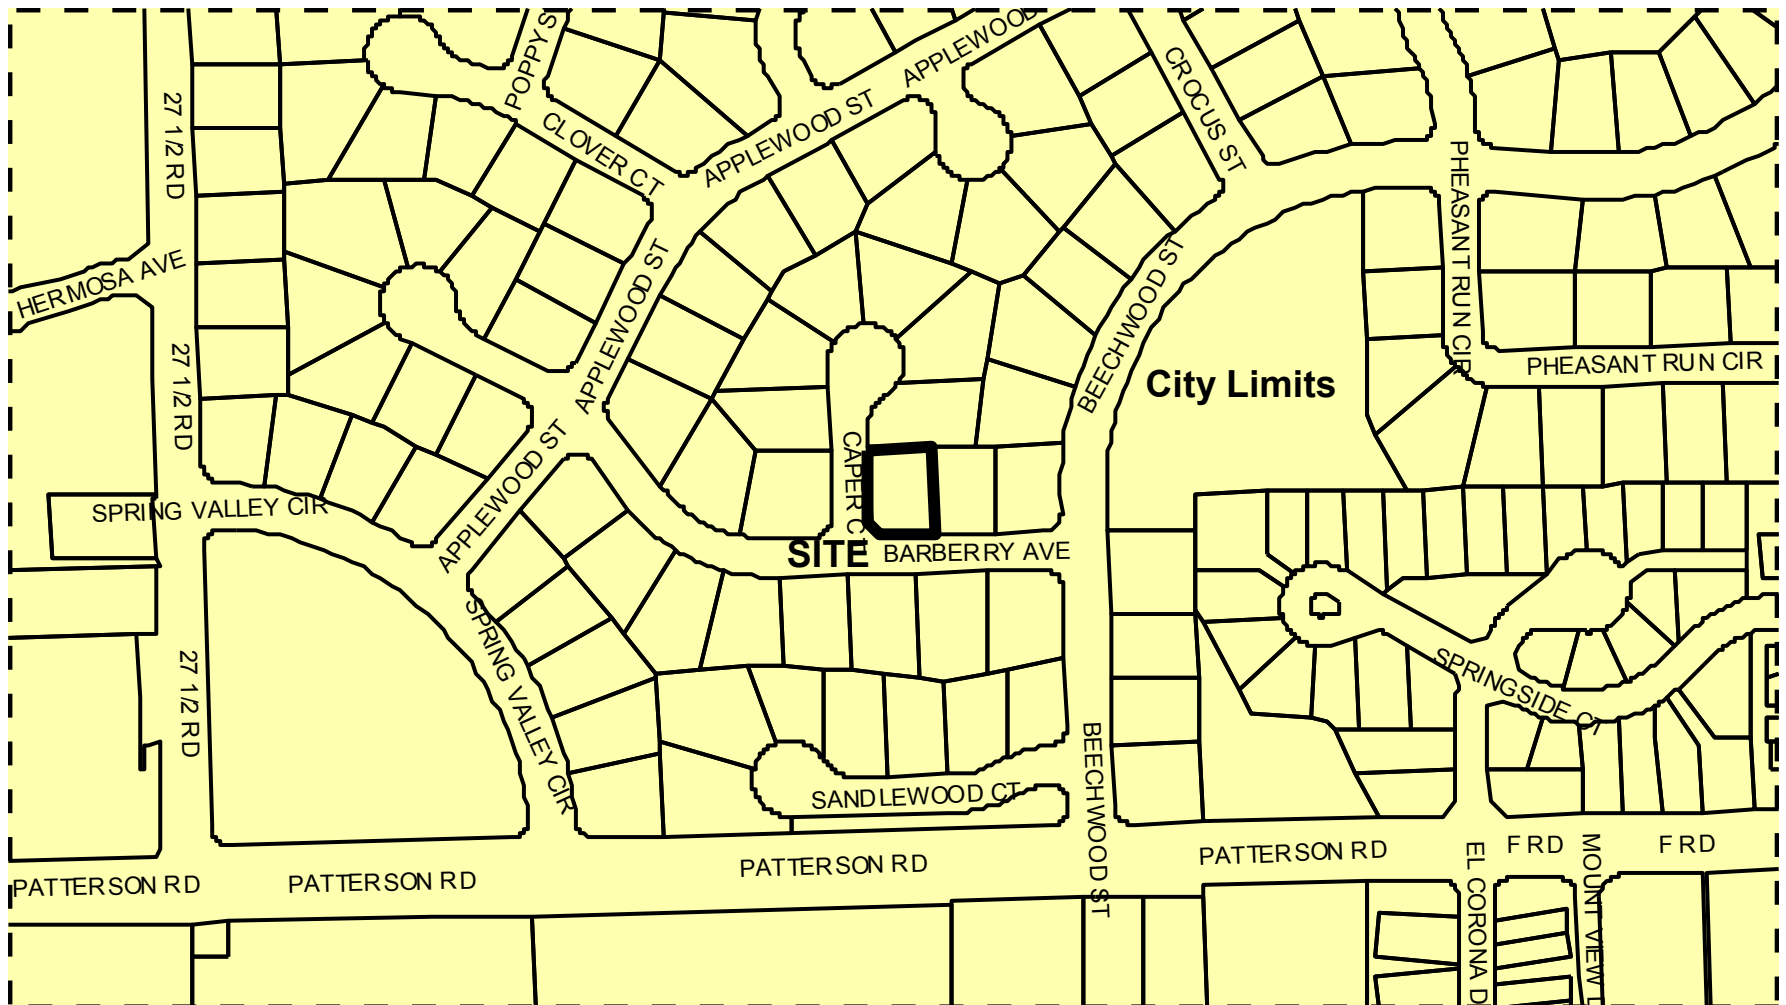 POPPY S
APPLEWOOD
APPLEWOOD ST
CROCUS ST
27 1/2 RD
CLOVER CT
PHEASANT RUN CIR
HERMOSA AVE
APPLEWOOD ST
BEECHWOOD ST
27 1/2 RD
PHEASANT RUN CIR
City Limits
APPLEWOOD ST
CAPER CT
SPRING VALLEY CIR
SITE
BARBERRY AVE
SPRING VALLEY CIR
27 1/2 RD
SPRINGSIDE CT
SANDLEWOOD CT
BEECHWOOD ST
PATTERSON RD
PATTERSON RD
PATTERSON RD
PATTERSON RD
F RD
F RD
EL CORONA D
MOUNT VIEW L